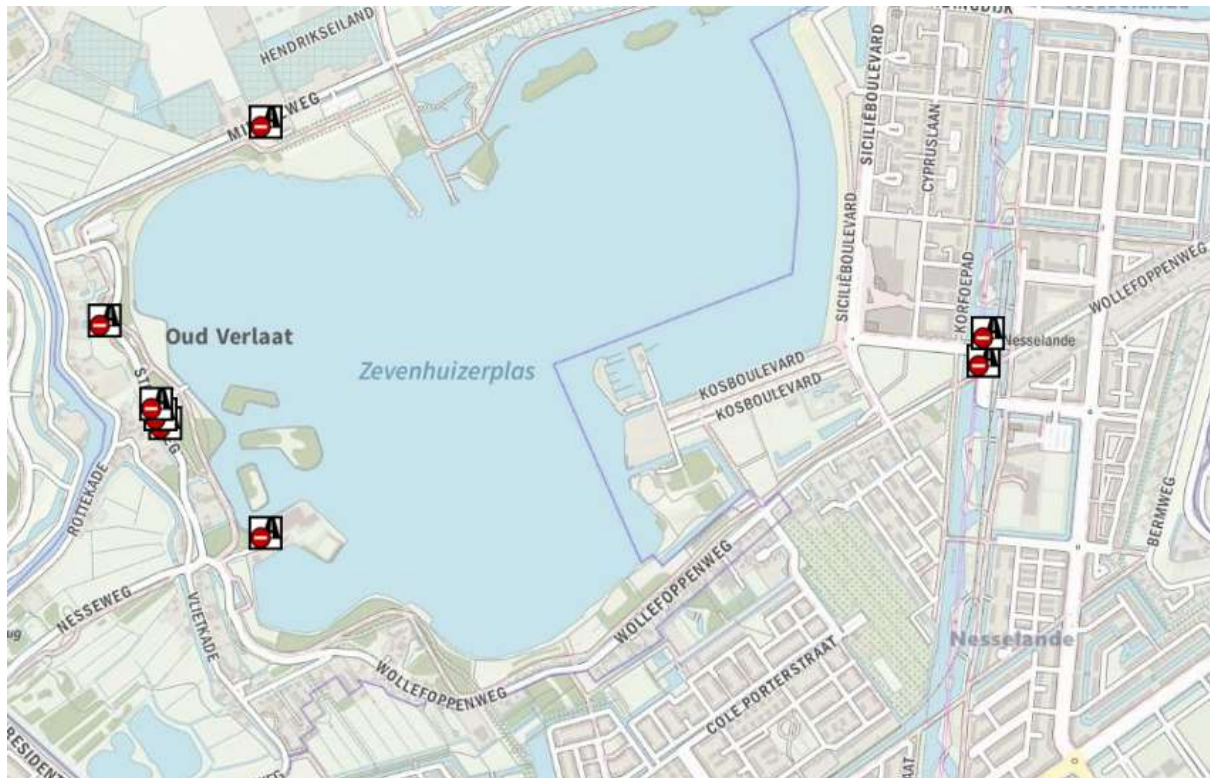 Nesselande
HENDRIKSEILAND
SICILIËBOULEVARD
CYPRUSLAAN
A
SICILIËBOULEVARD
KORFOEPAD
WOLLEFOPPENWEG
A
Oud Verlaat
A
Nesselande
Zevenhuizerplas
A
KOSBOULEVARD
KOSBOULEVARD
A
ROTTEKADE
BERMWEG
A
NESSEWEG
WOLLEFOPPENWEG
VLIETKADE
Nesselande
WOLLEFOPPENWEG
COLE PORTERSTRAAT